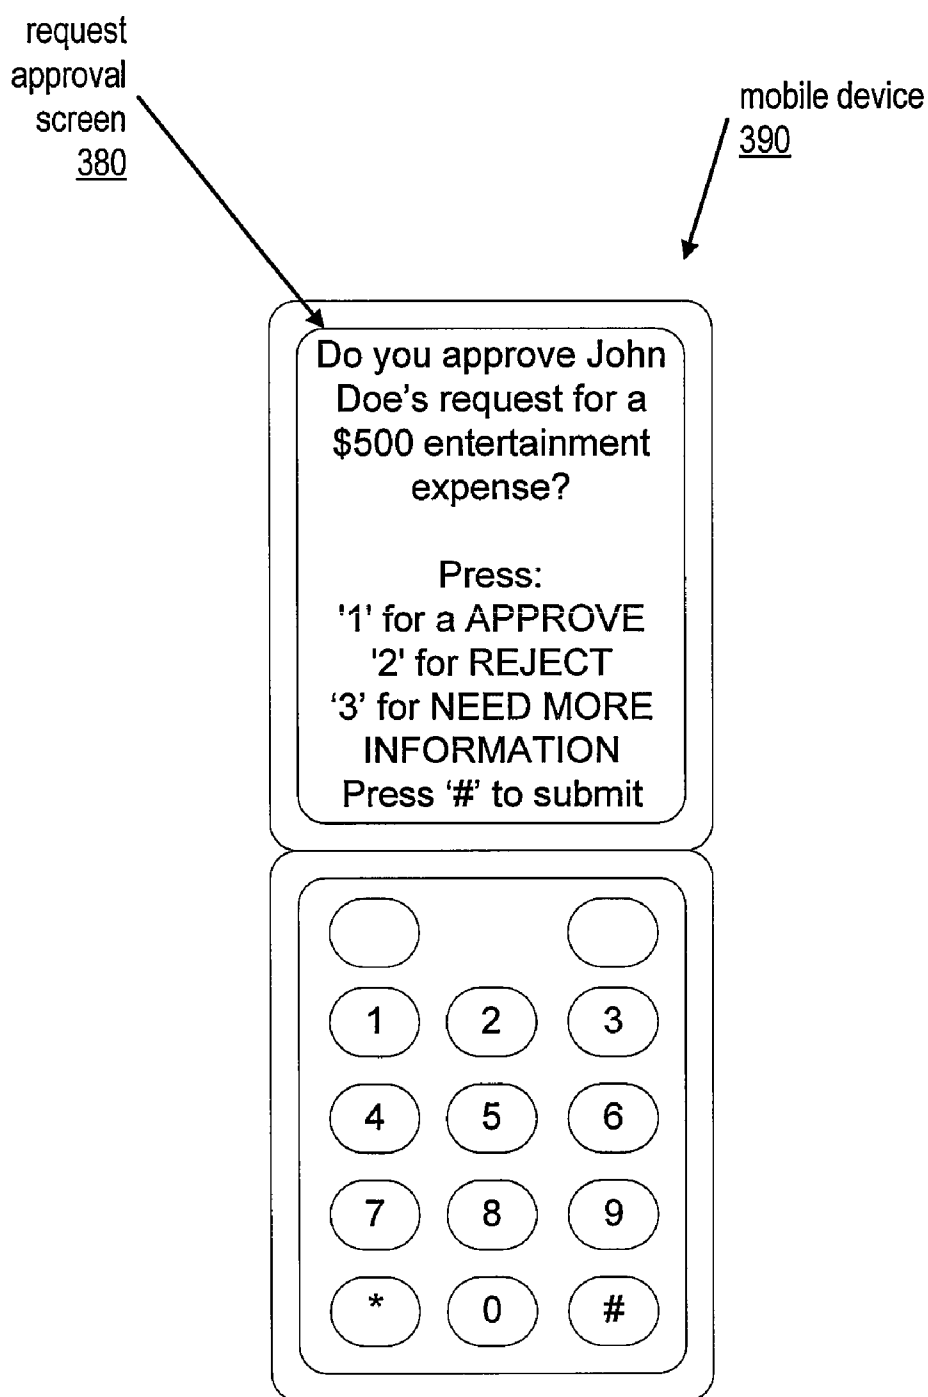 request
approval
screen
380
mobile device
390
Do you approve John
Doe's request for a
$500 entertainment
expense?
Press:
'1' for a APPROVE
'2' for REJECT
‘3’ for NEED MORE
INFORMATION
Press ‘#’ to submit
1 2 3
4 5 6
7 8 9
* 0 #